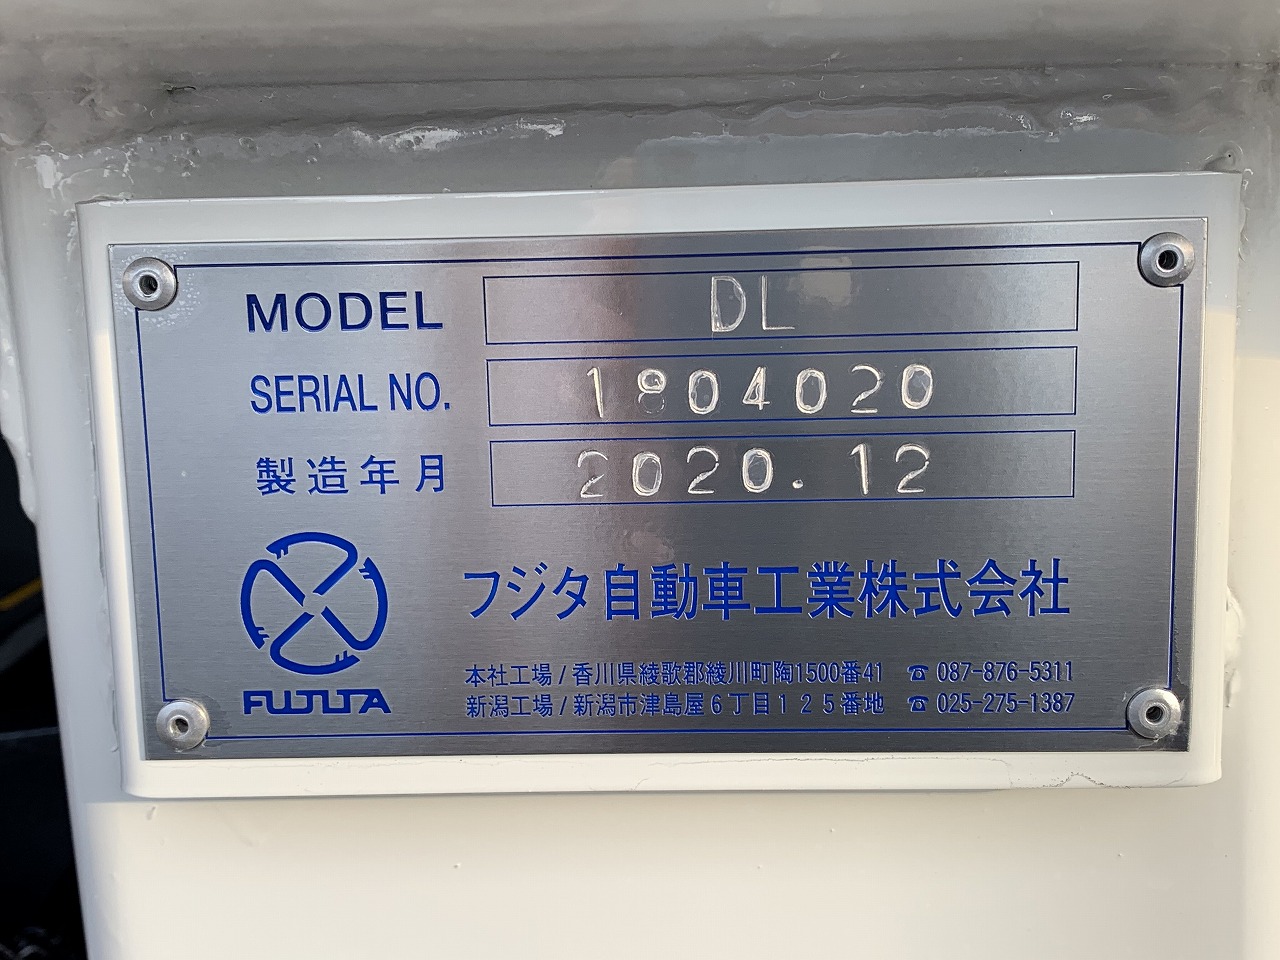 MODEL DL
SERIAL NO. 1804020
製造年月 2020.12
フジタ自動車工業株式会社
FUJITA
本社工場/香川県綾歌郡綾川町陶1500番41 ☎ 087-876-5311
新潟工場/新潟市津島屋6丁目125番地 ☎ 025-275-1387